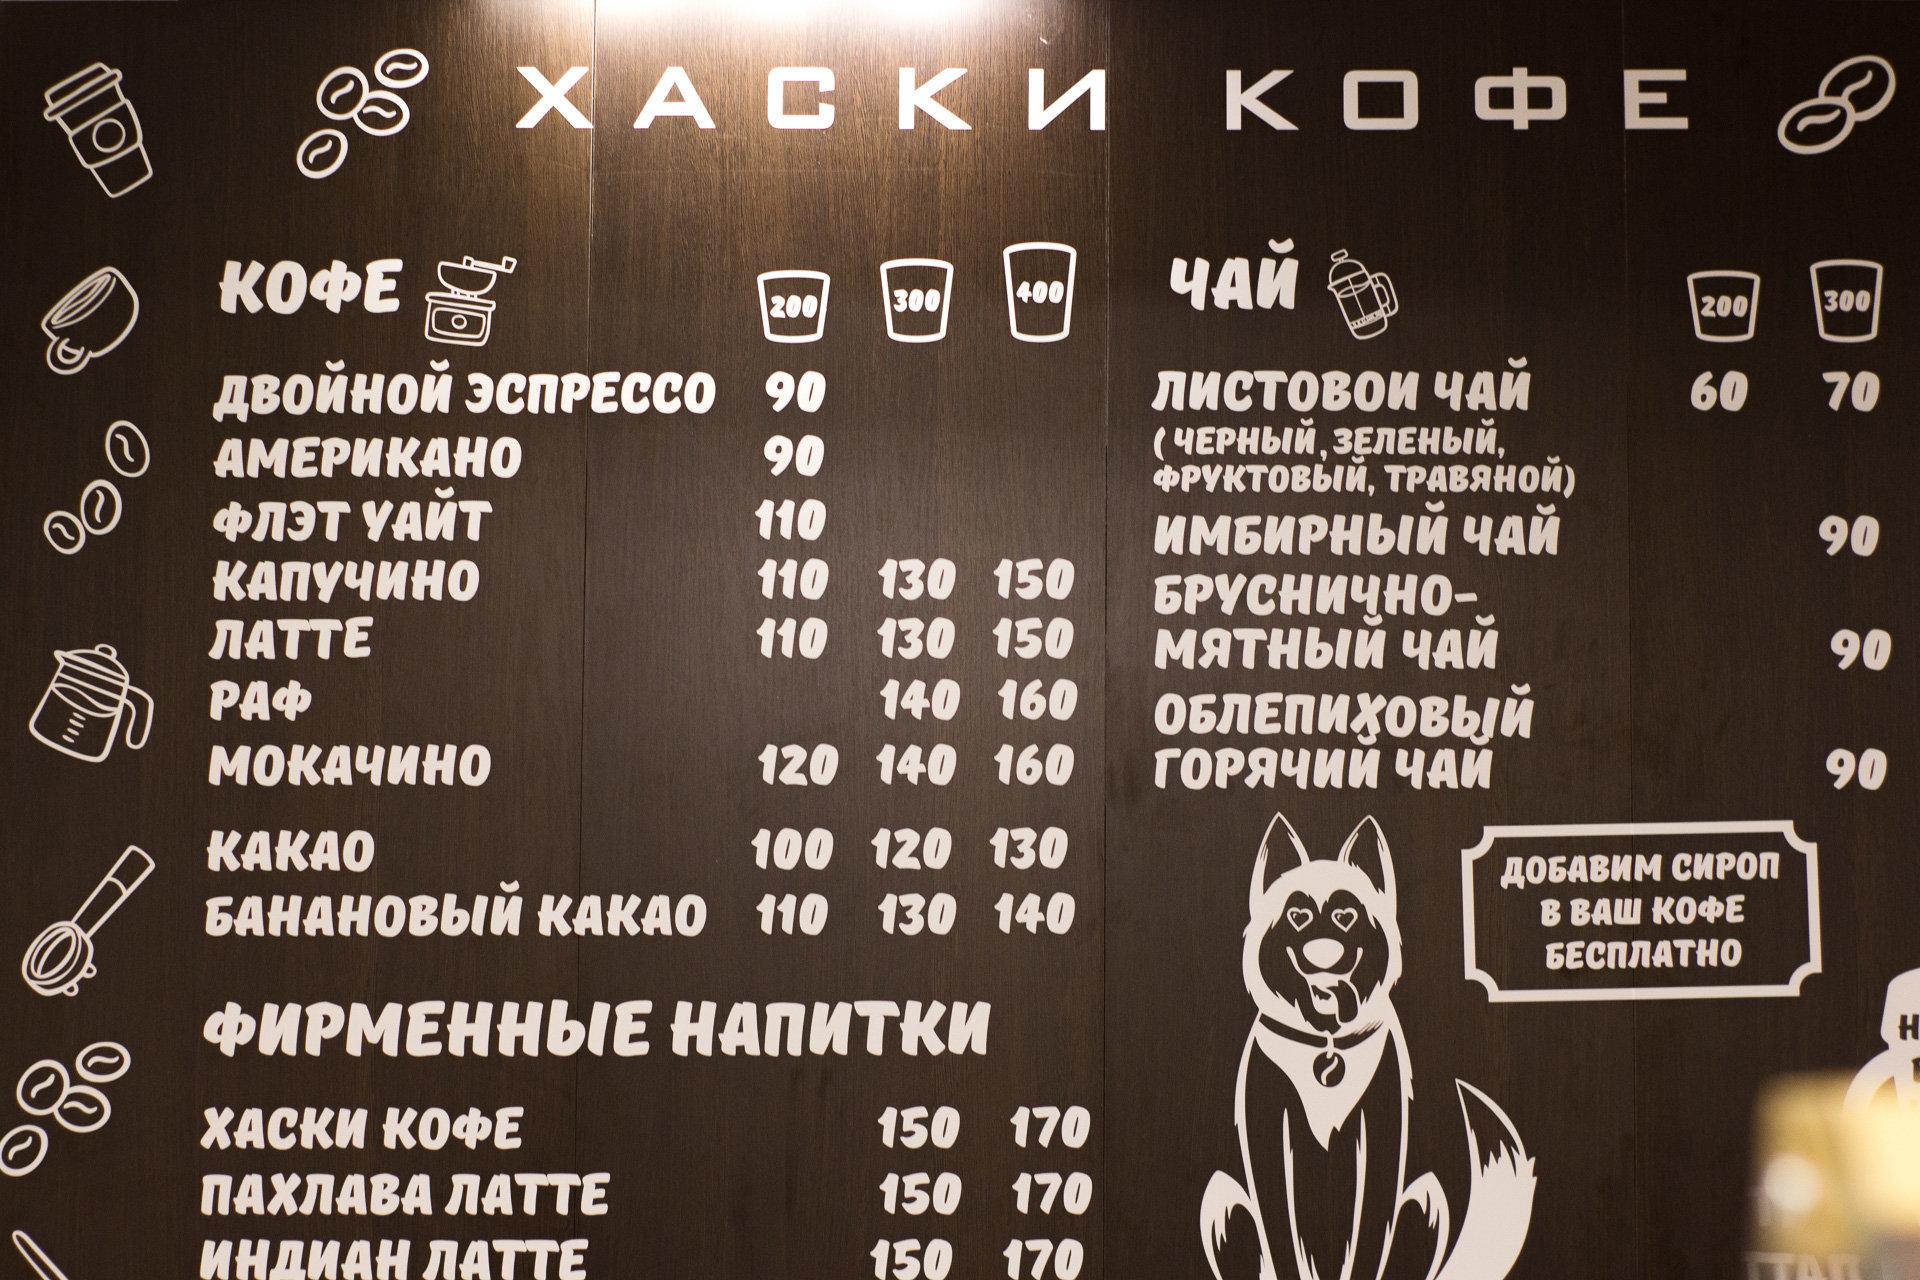 ХАСКИ КОФЕ
КОФЕ 200 300 400
ДВОЙНОЙ ЭСПРЕССО 90
АМЕРИКАНО 90
ФЛЭТ УАЙТ 110
КАПУЧИНО 110 130 150
ЛАТТЕ 110 130 150
РАФ 140 160
МОКАЧИНО 120 140 160
КАКАО 100 120 130
БАНАНОВЫЙ КАКАО 110 130 140
ФИРМЕННЫЕ НАПИТКИ
ХАСКИ КОФЕ 150 170
ПАХЛАВА ЛАТТЕ 150 170
ИНДИАН ЛАТТЕ 150 170
ЧАЙ 200 300
ЛИСТОВОЙ ЧАЙ 60 70
( ЧЕРНЫЙ, ЗЕЛЕНЫЙ,
ФРУКТОВЫЙ, ТРАВЯНОЙ)
ИМБИРНЫЙ ЧАЙ 90
БРУСНИЧНО-
МЯТНЫЙ ЧАЙ 90
ОБЛЕПИХОВЫЙ
ГОРЯЧИЙ ЧАЙ 90
ДОБАВИМ СИРОП
В ВАШ КОФЕ
БЕСПЛАТНО